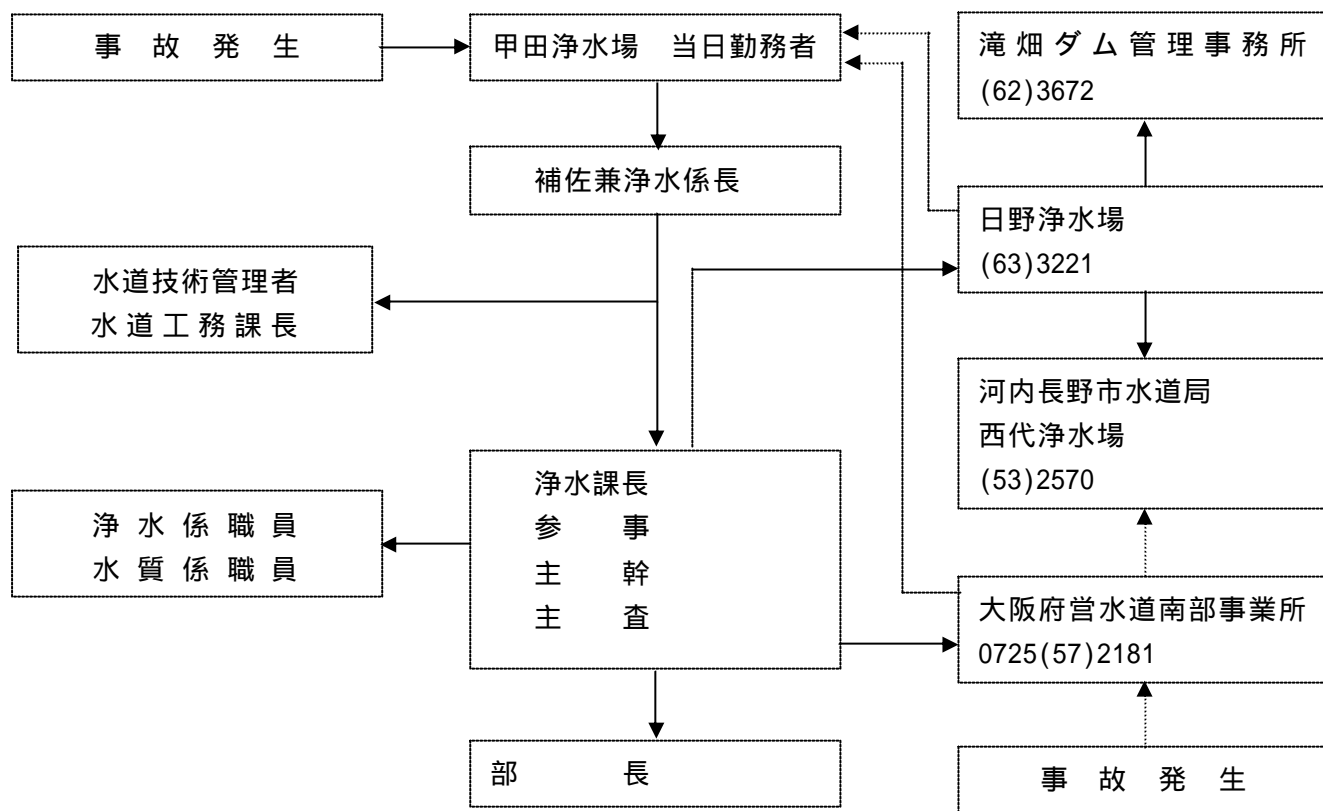 事故発生
甲田浄水場　当日勤務者
滝畑ダム管理事務所
(62)3672
補佐兼浄水係長
日野浄水場
(63)3221
水道技術管理者
水道工務課長
河内長野市水道局
西代浄水場
(53)2570
浄水課長
参　　事
主　　幹
主　　査
浄水係職員
水質係職員
大阪府営水道南部事業所
0725(57)2181
部　　　長
事故発生